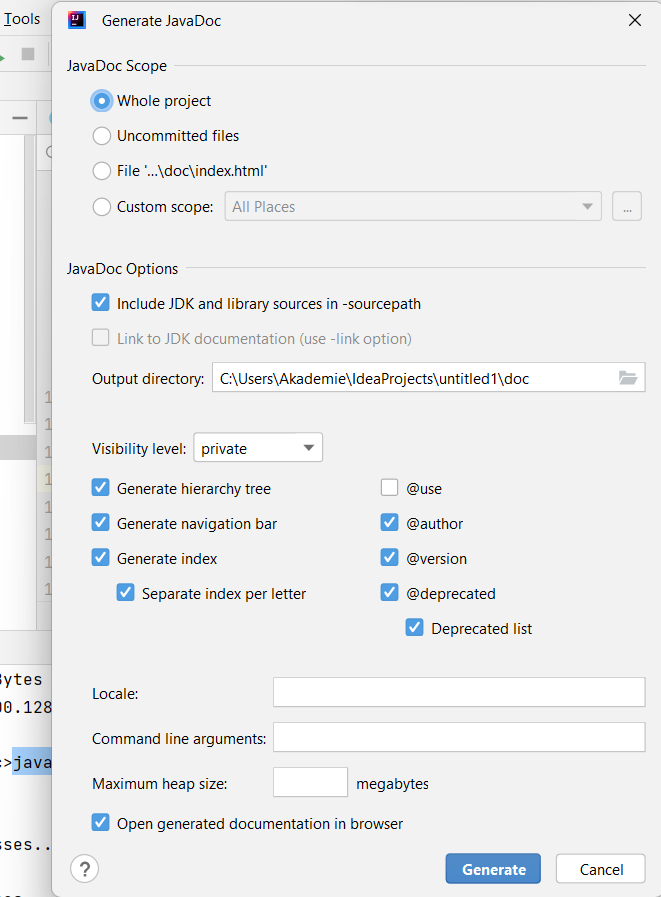 Tools
Generate JavaDoc
JavaDoc Scope
Whole project
Uncommitted files
File '...\doc\index.html'
Custom scope: All Places ...
JavaDoc Options
Include JDK and library sources in -sourcepath
Link to JDK documentation (use -link option)
Output directory: C:\Users\Akademie\IdeaProjects\untitled1\doc
Visibility level: private
Generate hierarchy tree @use
Generate navigation bar @author
Generate index @version
Separate index per letter @deprecated
Deprecated list
Bytes
Locale:
00.128
Command line arguments:
>java
Maximum heap size: megabytes
Open generated documentation in browser
sses..
? Generate Cancel